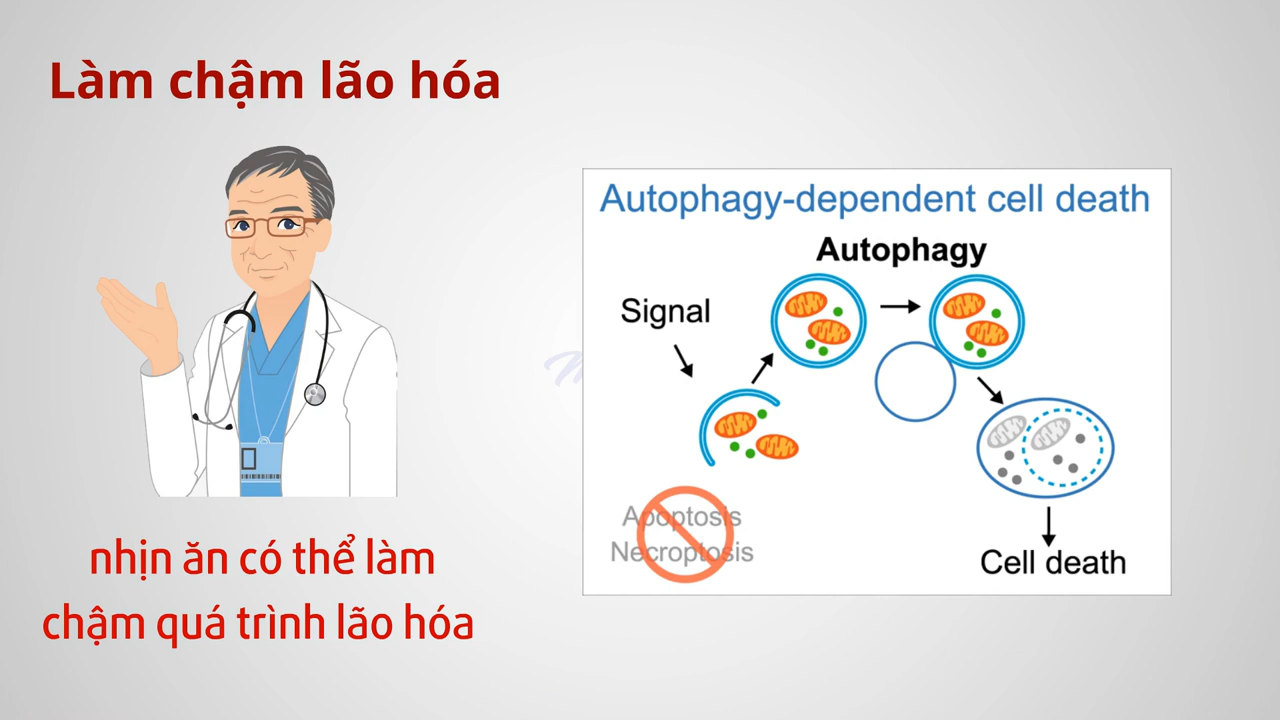 Làm chậm lão hóa
nhịn ăn có thể làm
chậm quá trình lão hóa
Autophagy-dependent cell death
Autophagy
Signal
Apoptosis
Necroptosis
Cell death